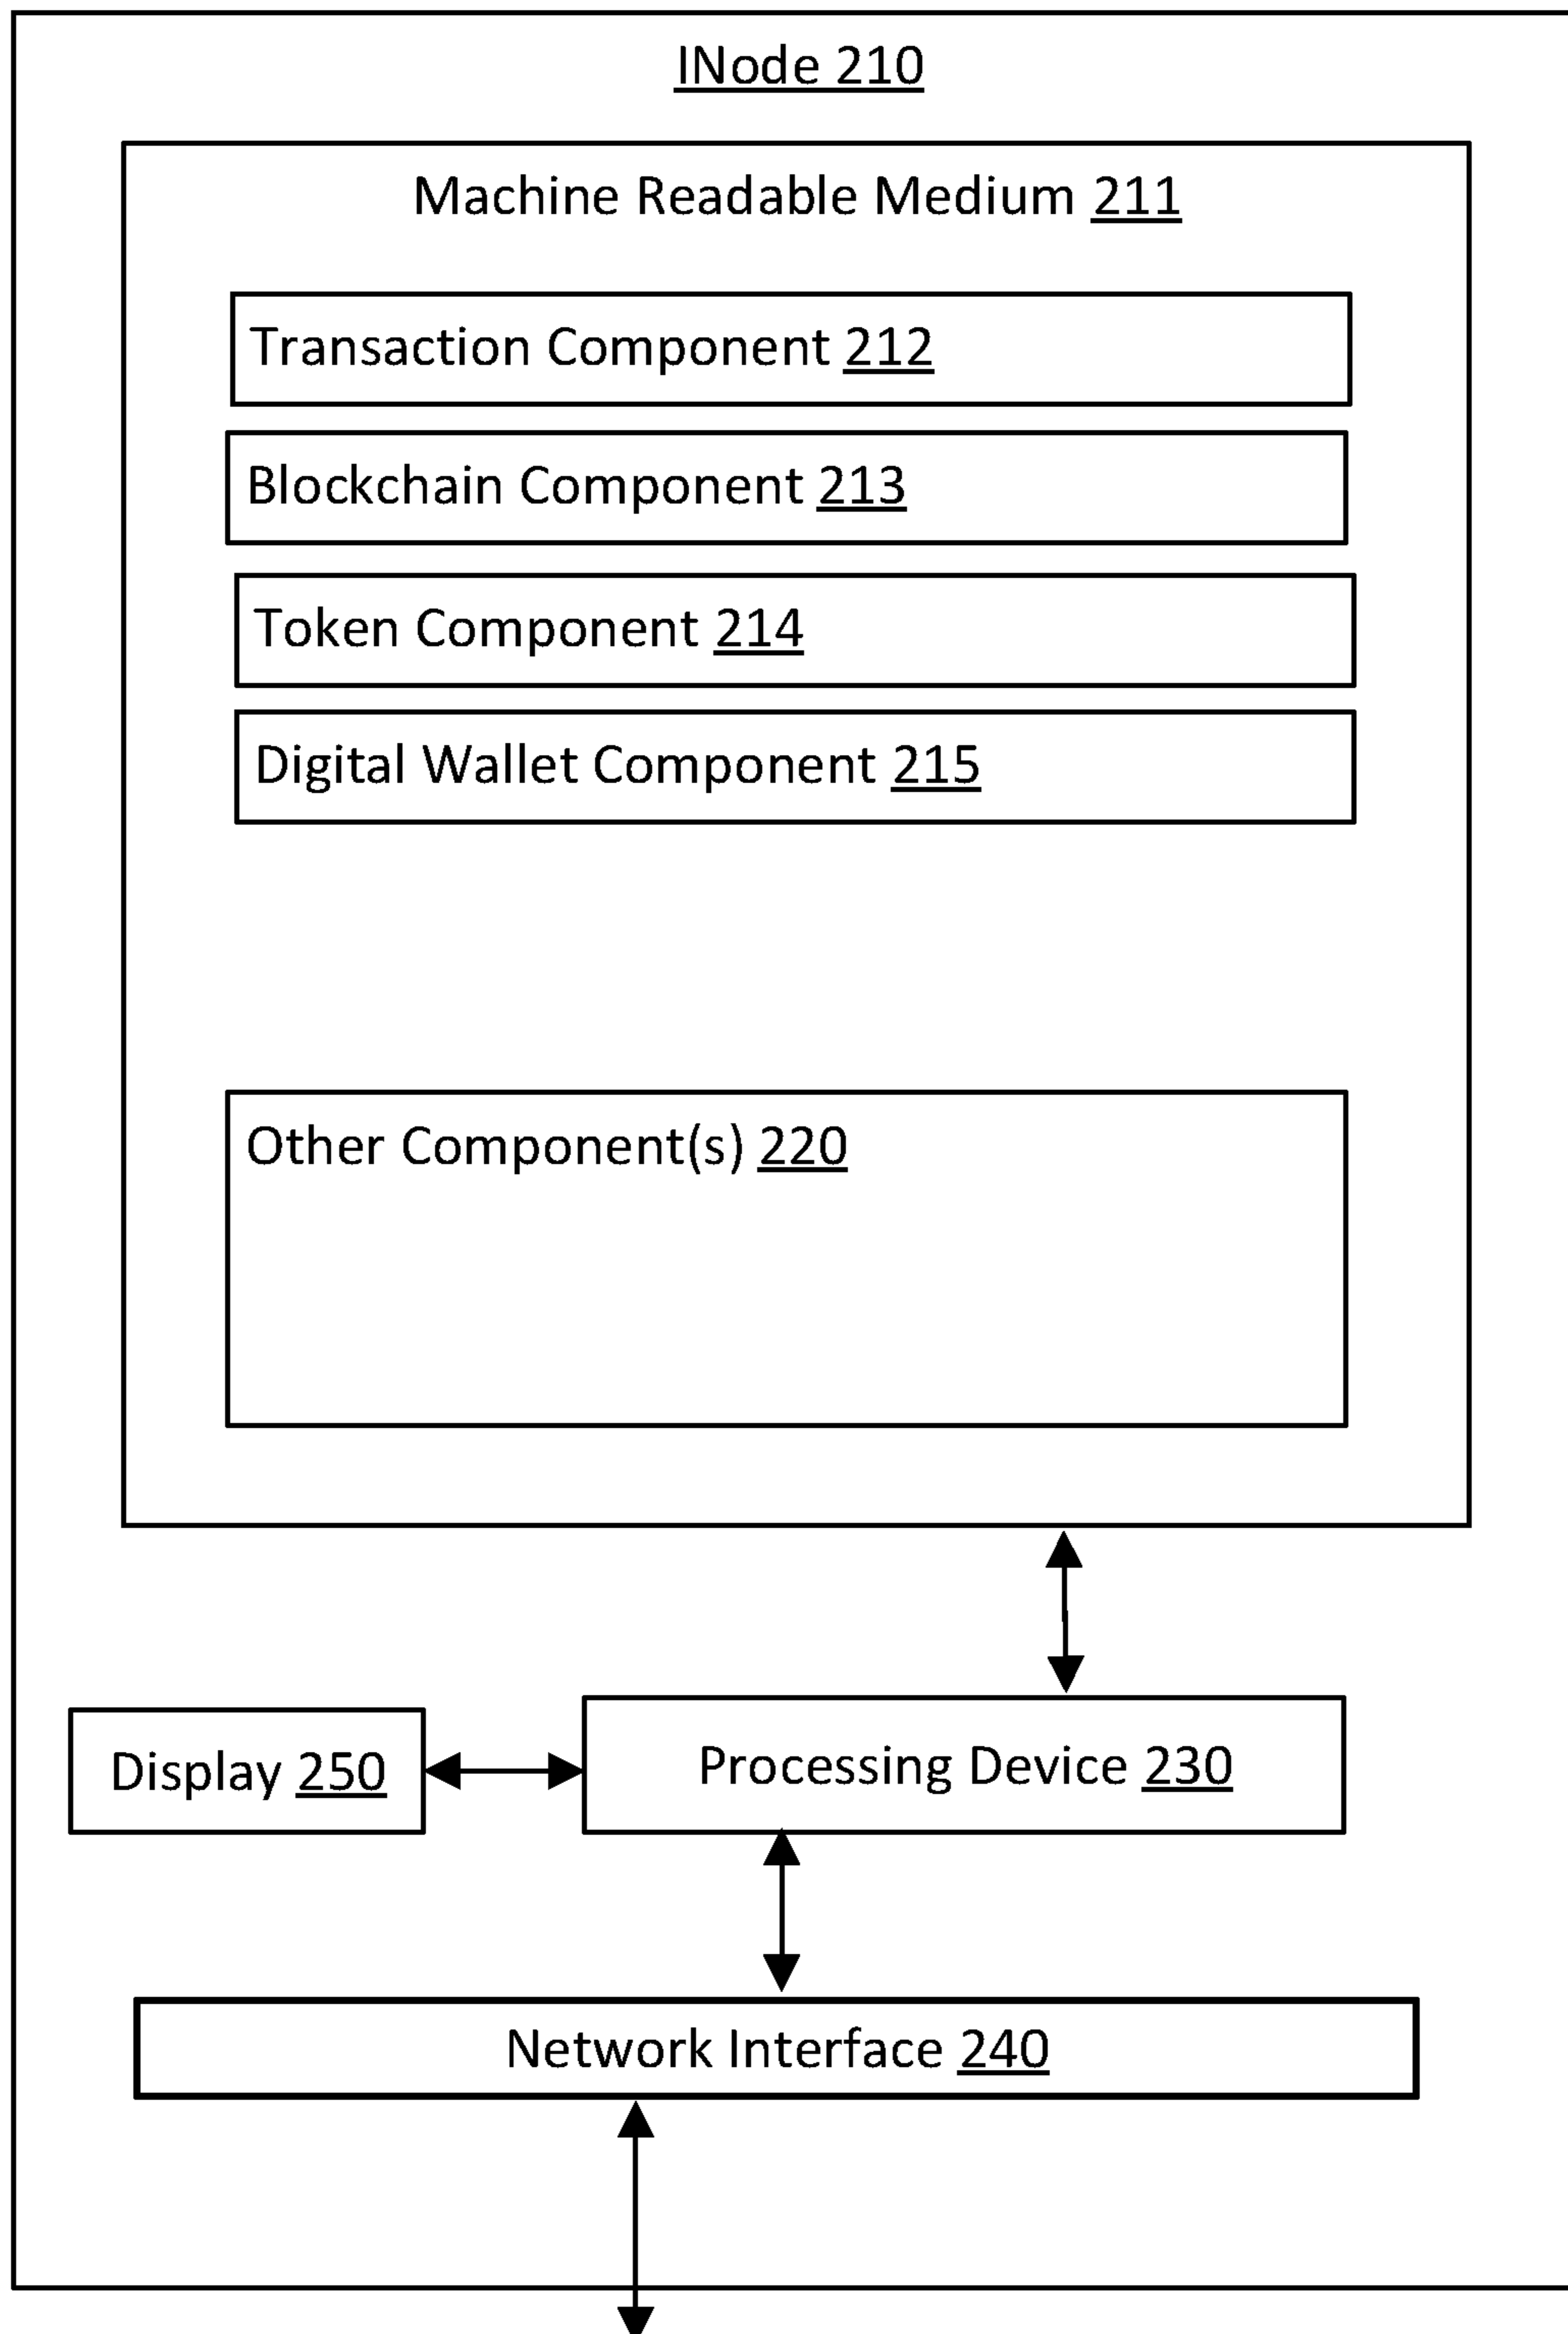 INode 210
Machine Readable Medium 211
Transaction Component 212
Blockchain Component 213
Token Component 214
Digital Wallet Component 215
Other Component(s) 220
Display 250
Processing Device 230
Network Interface 240